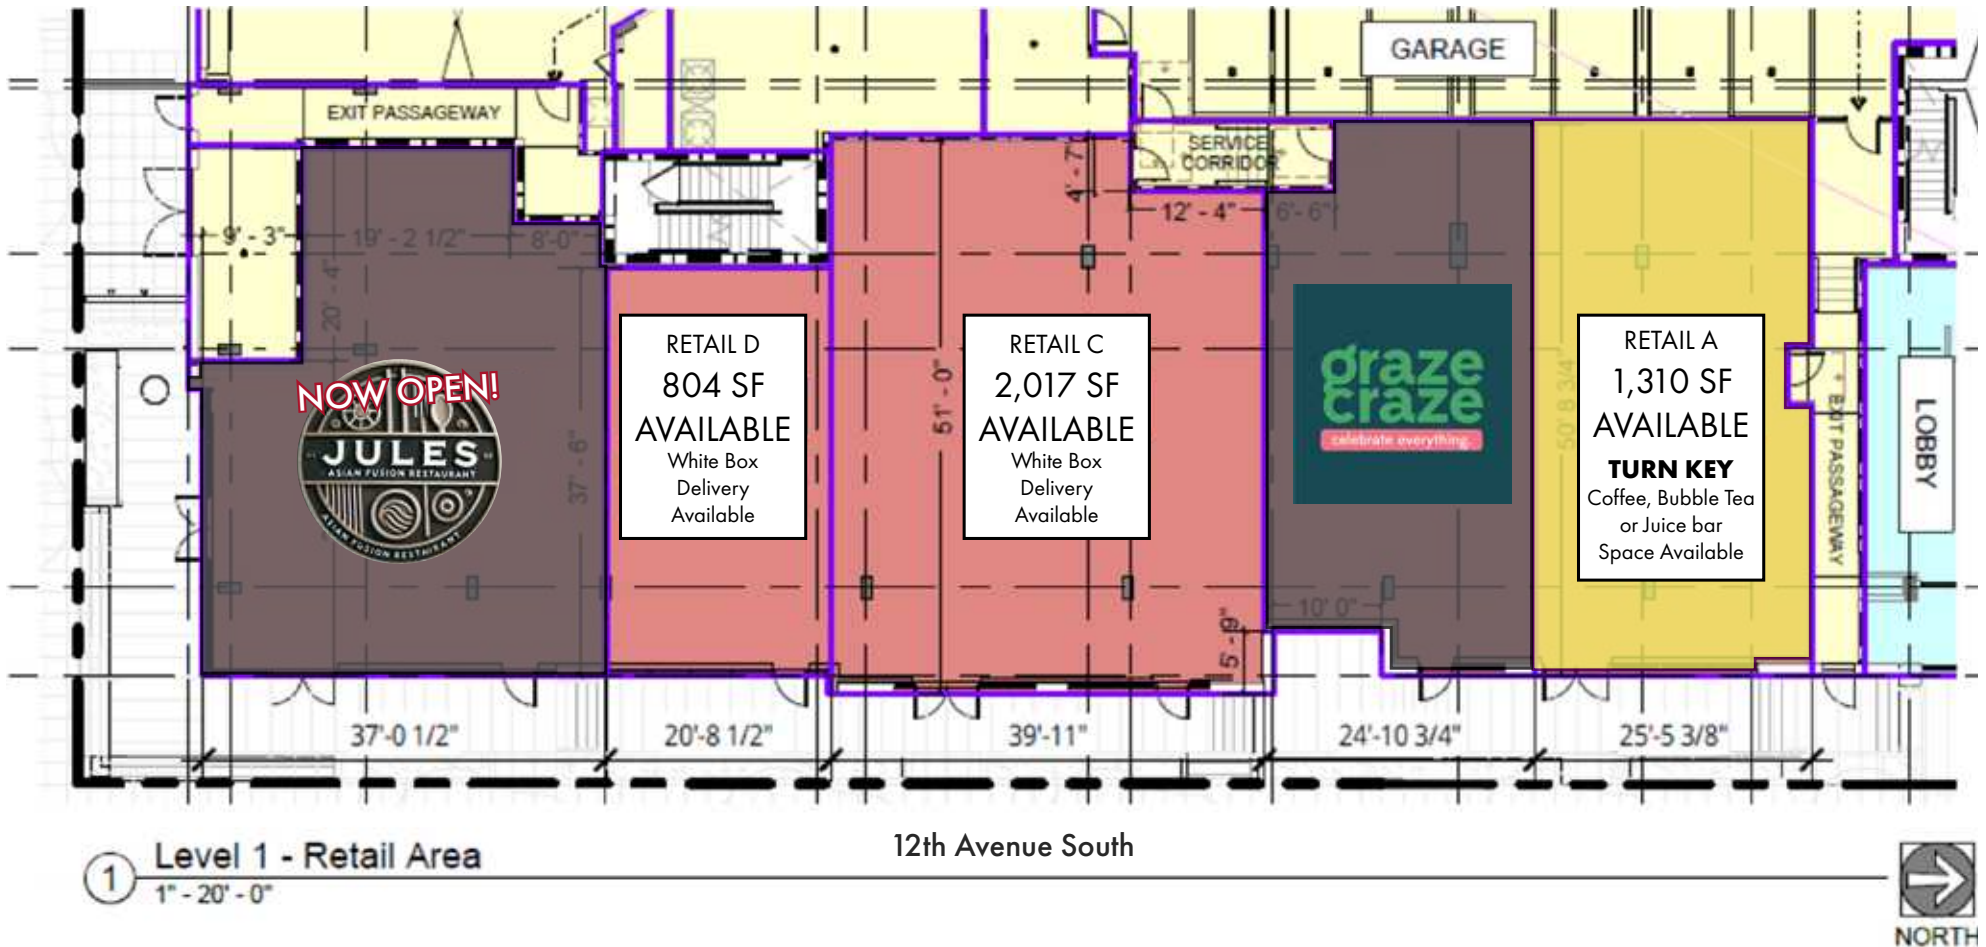 GARAGE
EXIT PASSAGEWAY
SERVICE
CORRIDOR
4' - 7"
12' - 4"
6'- 6"
9' - 3"
19' - 2 1/2"
8'-0"
20' - 4"
37' - 6"
NOW OPEN!
JULES
ASIAN FUSION RESTAURANT
ASIAN FUSION RESTAURANT
RETAIL D
804 SF
AVAILABLE
White Box
Delivery
Available
51' - 0"
RETAIL C
2,017 SF
AVAILABLE
White Box
Delivery
Available
5' - 9"
graze
craze
celebrate everything.
10' 0"
50' 8 3/4"
RETAIL A
1,310 SF
AVAILABLE
TURN KEY
Coffee, Bubble Tea
or Juice bar
Space Available
EXIT PASSAGEWAY
LOBBY
37'-0 1/2"
20'-8 1/2"
39'-11"
24'-10 3/4"
25'-5 3/8"
12th Avenue South
1
Level 1 - Retail Area
1" - 20' - 0"
NORTH